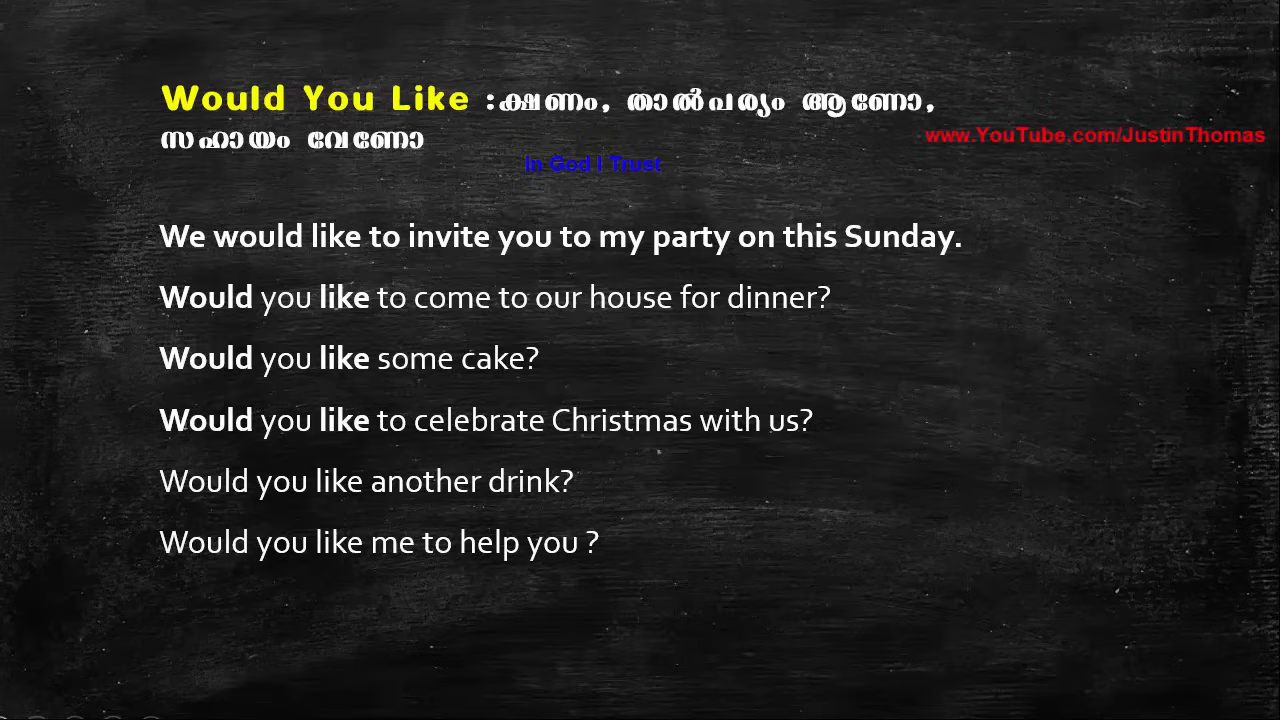 Would You Like :ക്ഷണം, താൽപര്യം ആണോ,
സഹായം വേണോ
www.YouTube.com/JustinThomas
In God I Trust
We would like to invite you to my party on this Sunday.
Would you like to come to our house for dinner?
Would you like some cake?
Would you like to celebrate Christmas with us?
Would you like another drink?
Would you like me to help you ?